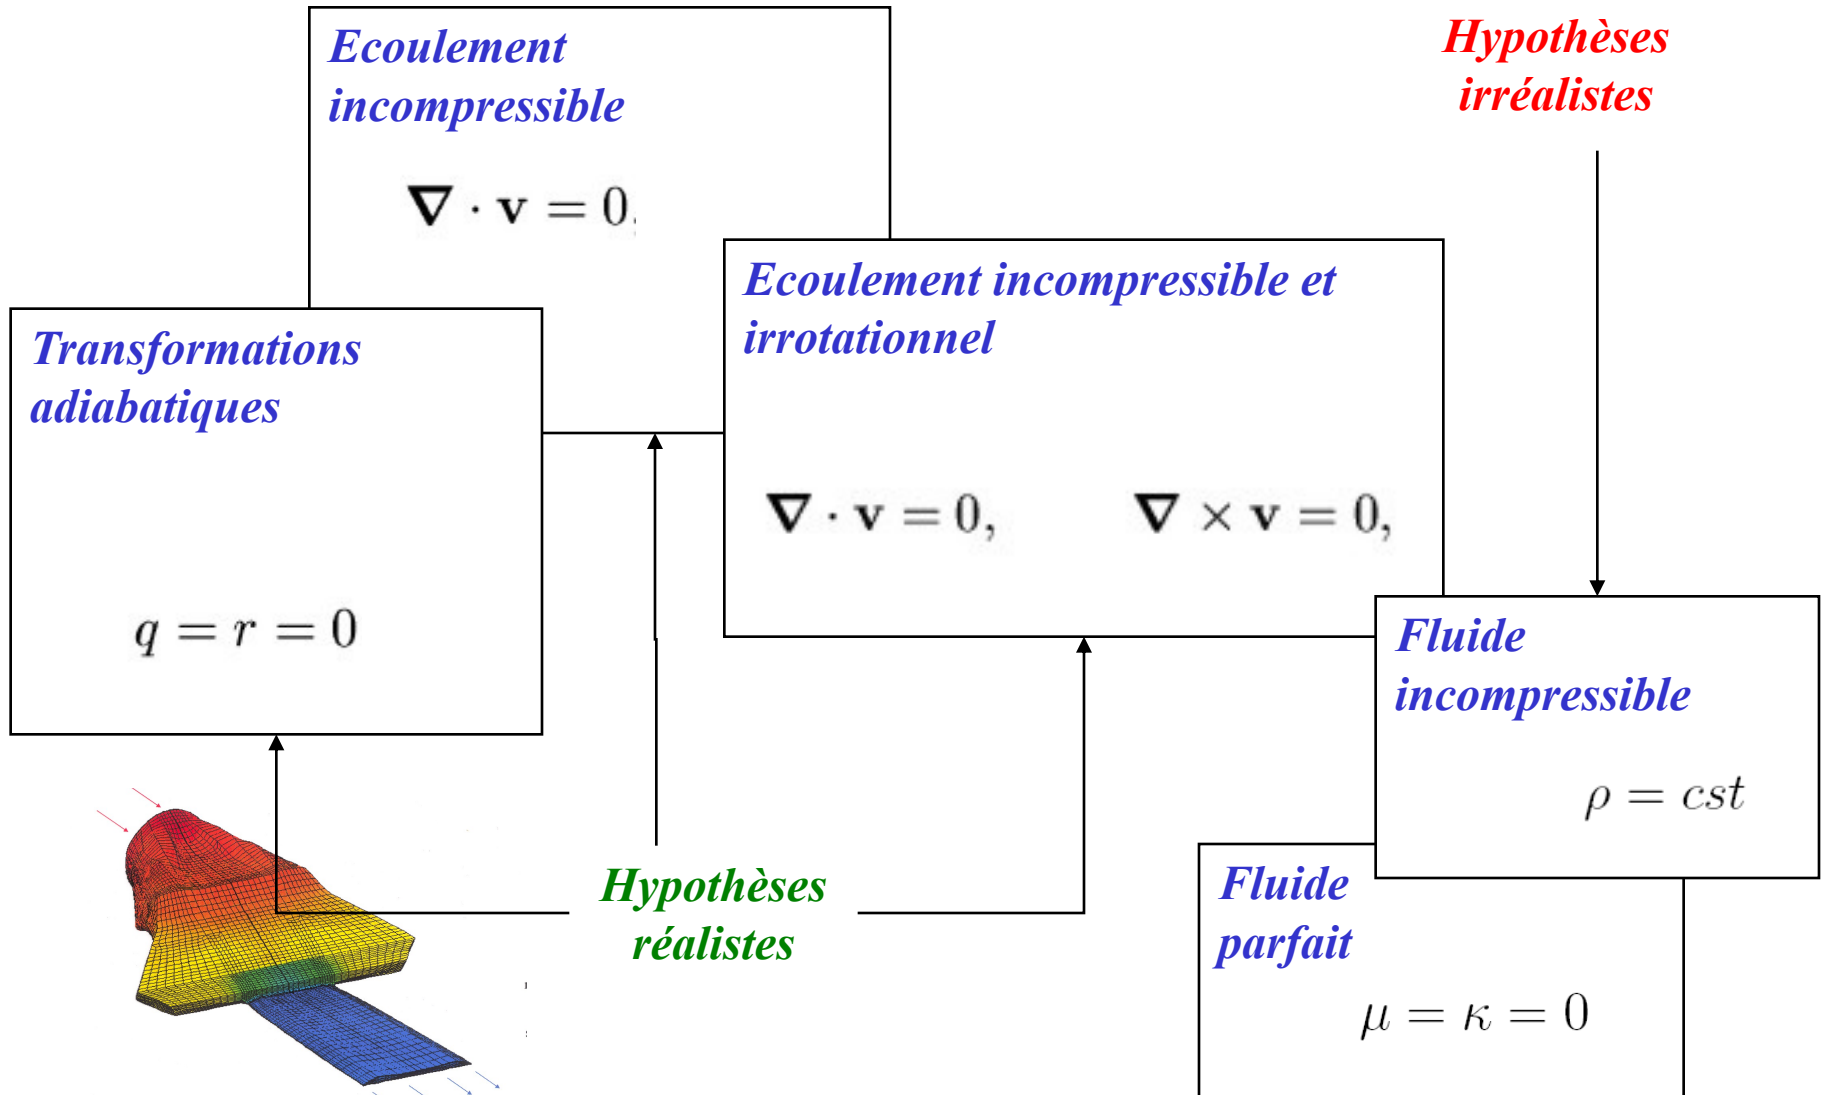 Ecoulement
incompressible
∇ · v = 0,
Hypothèses
irréalistes
Ecoulement incompressible et
irrotationnel
∇ · v = 0, ∇ × v = 0,
Transformations
adiabatiques
q = r = 0
Fluide
incompressible
ρ = cst
Hypothèses
réalistes
Fluide
parfait
μ = κ = 0